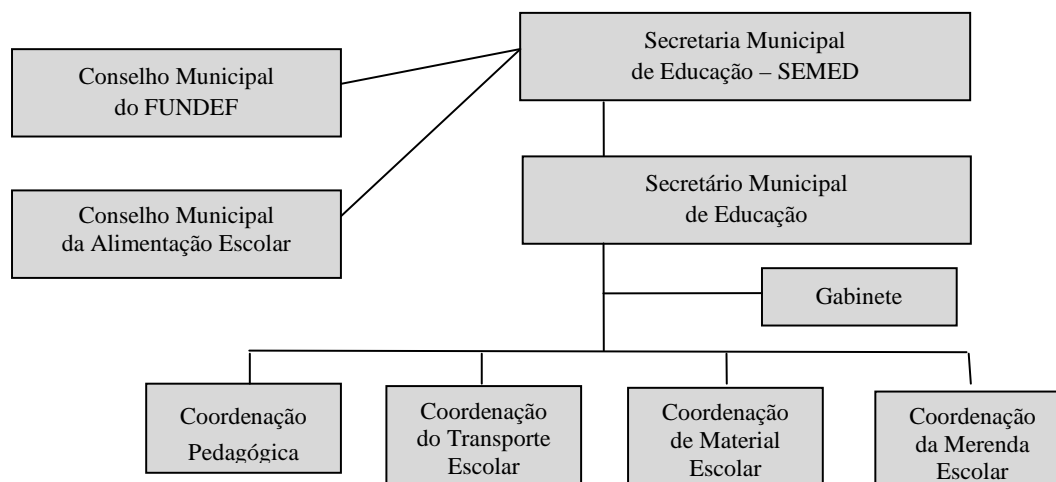 Secretaria Municipal
de Educação – SEMED
Conselho Municipal
do FUNDEF
Secretário Municipal
de Educação
Conselho Municipal
da Alimentação Escolar
Gabinete
Coordenação
Pedagógica
Coordenação
do Transporte
Escolar
Coordenação
de Material
Escolar
Coordenação
da Merenda
Escolar